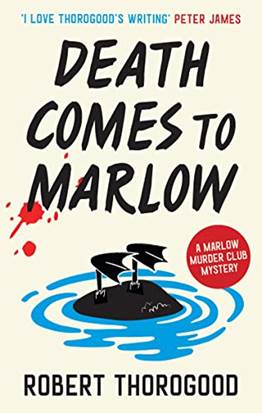 'I LOVE THOROGOOD'S WRITING' PETER JAMES
DEATH
COMES TO
MARLOW
A MARLOW
MURDER CLUB
MYSTERY
ROBERT THOROGOOD